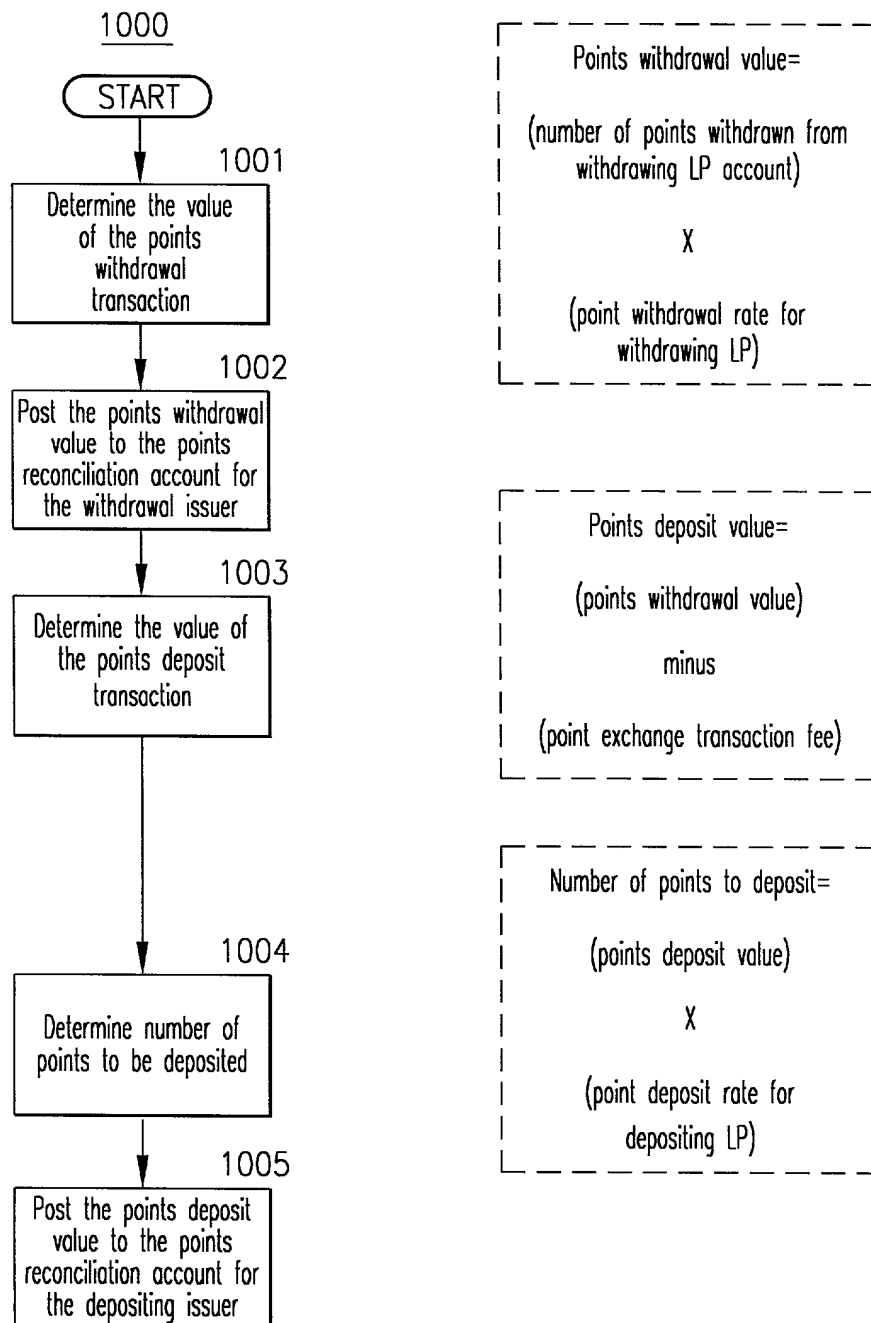 1000
START
1001
Determine the value
of the points
withdrawal
transaction
1002
Post the points withdrawal
value to the points
reconciliation account for
the withdrawal issuer
1003
Determine the value of
the points deposit
transaction
1004
Determine number of
points to be deposited
1005
Post the points deposit
value to the points
reconciliation account for
the depositing issuer
Points withdrawal value=
(number of points withdrawn from
withdrawing LP account)
X
(point withdrawal rate for
withdrawing LP)
Points deposit value=
(points withdrawal value)
minus
(point exchange transaction fee)
Number of points to deposit=
(points deposit value)
X
(point deposit rate for
depositing LP)